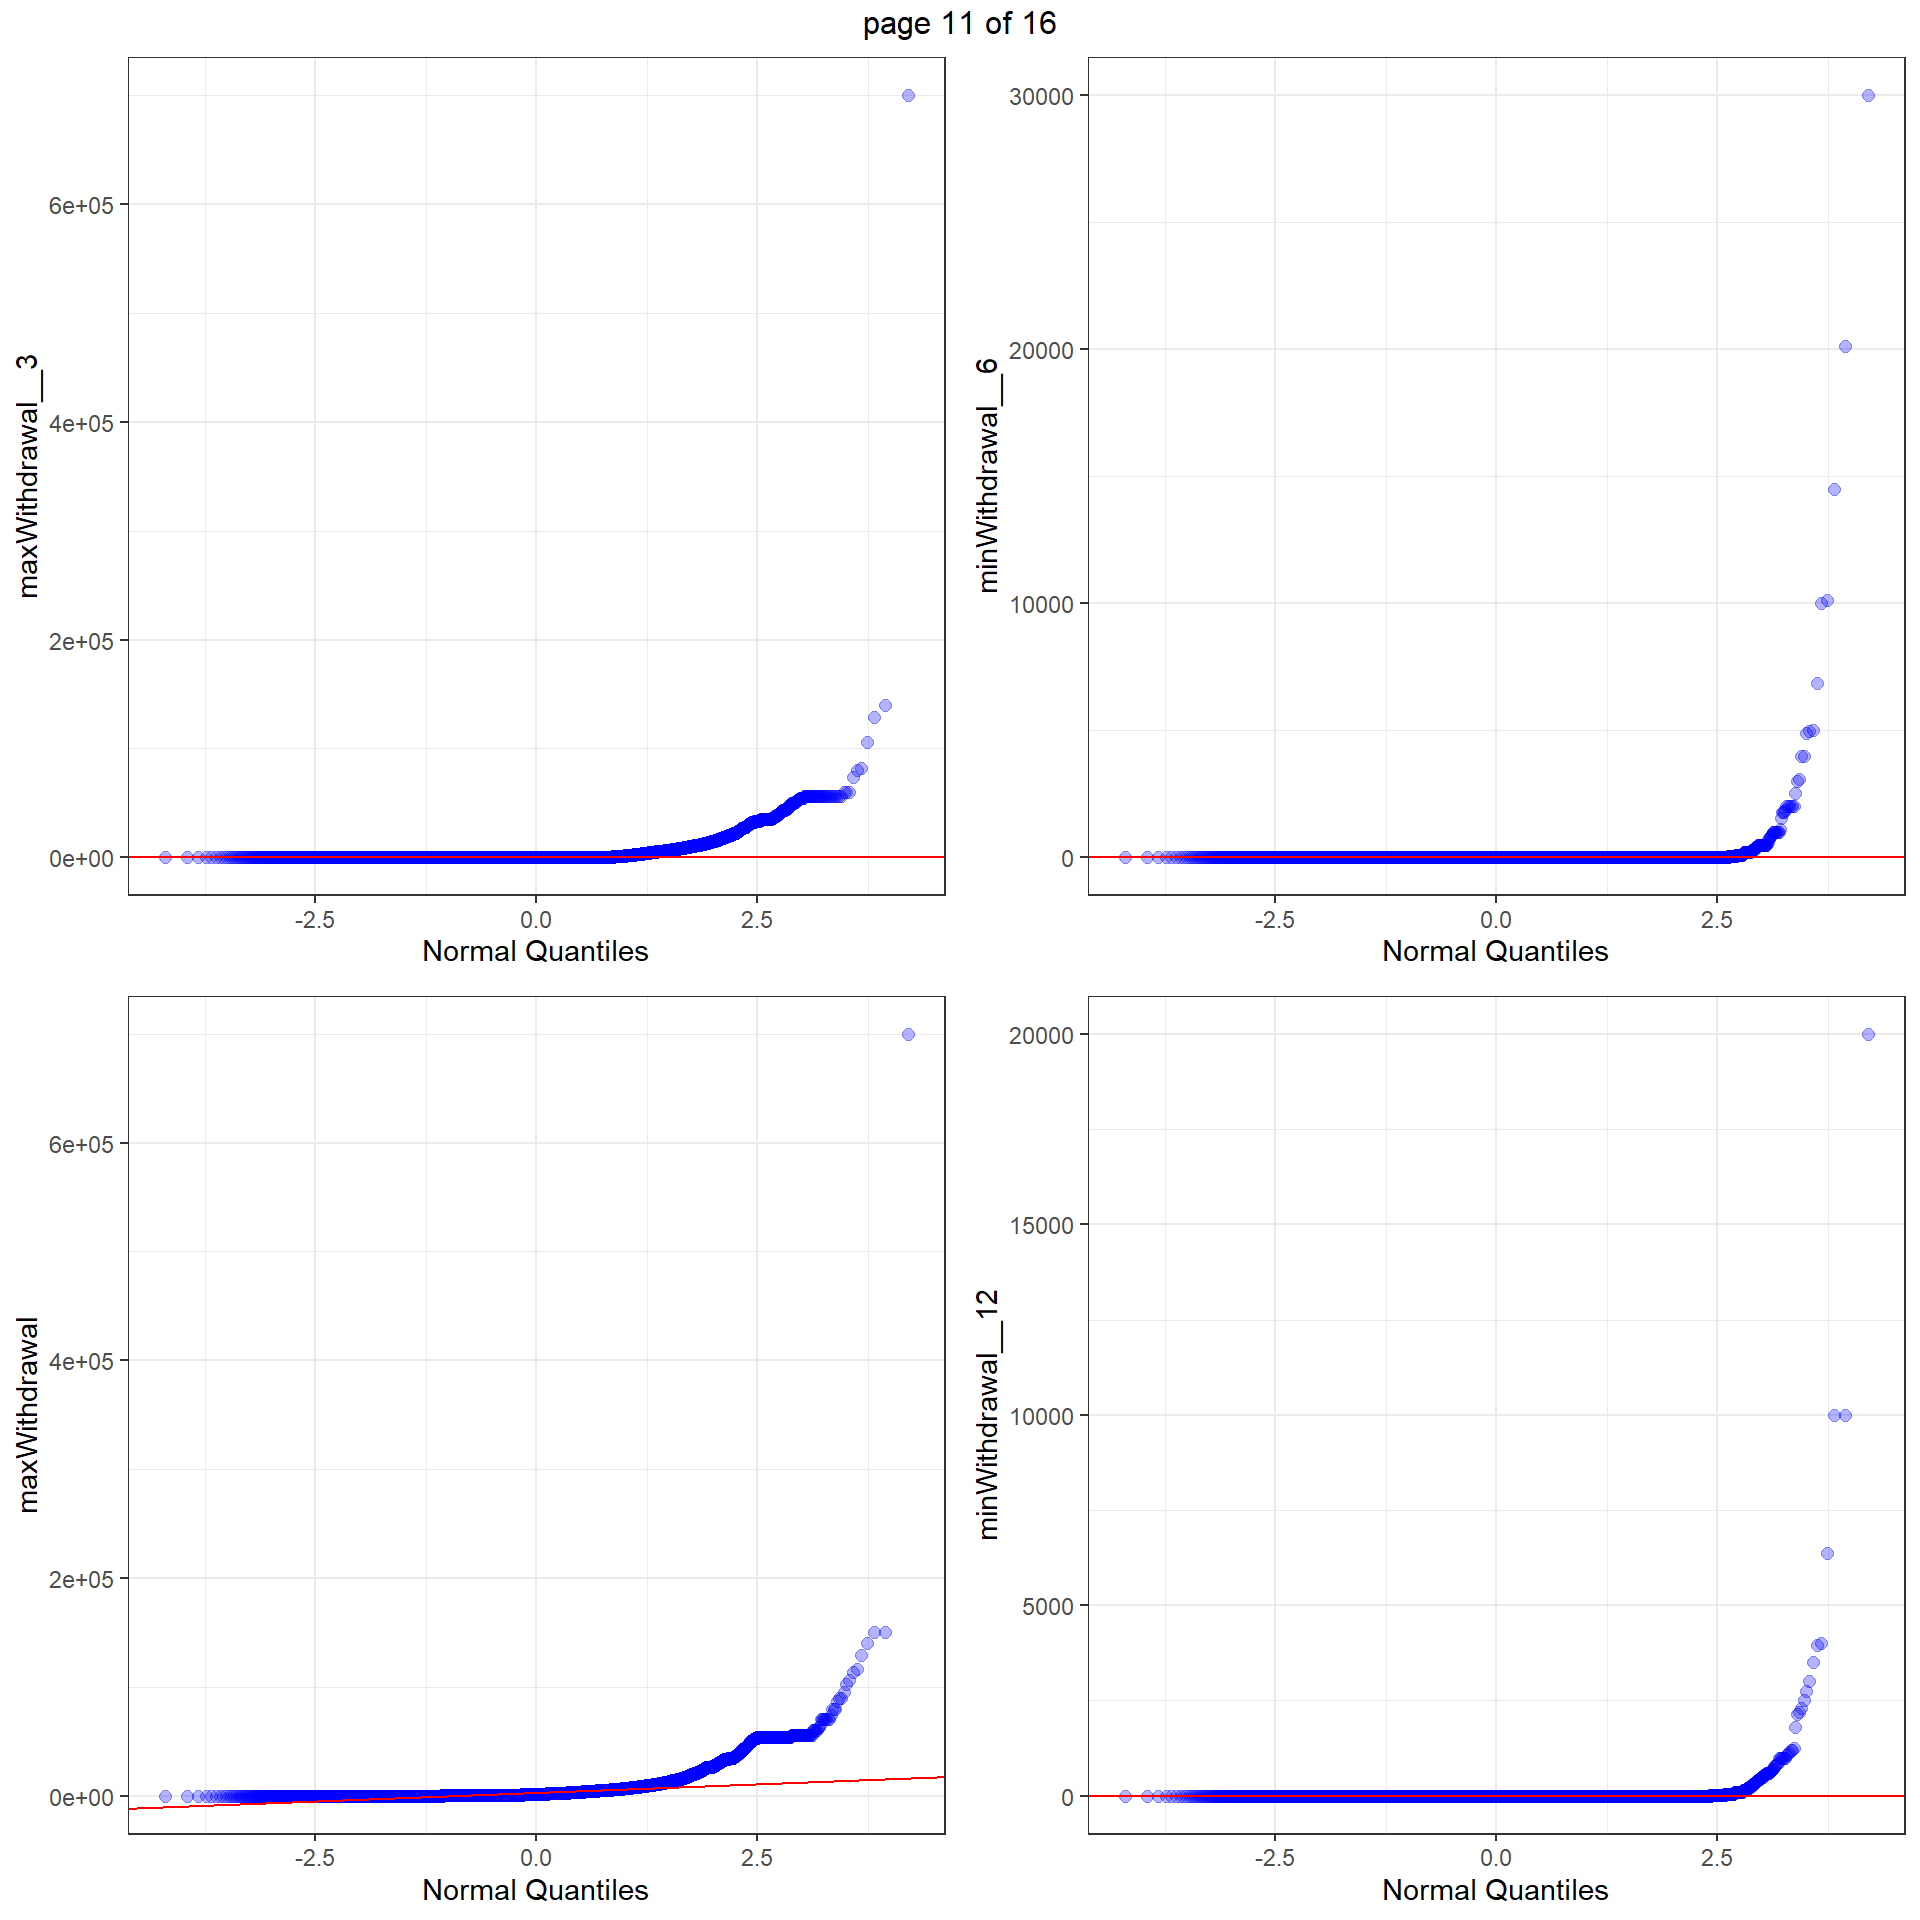 page 11 of 16
maxWithdrawal__3
6e+05
4e+05
2e+05
0e+00
-2.5 0.0 2.5
Normal Quantiles
minWithdrawal__6
30000
20000
10000
0
-2.5 0.0 2.5
Normal Quantiles
maxWithdrawal
6e+05
4e+05
2e+05
0e+00
-2.5 0.0 2.5
Normal Quantiles
minWithdrawal__12
20000
15000
10000
5000
0
-2.5 0.0 2.5
Normal Quantiles